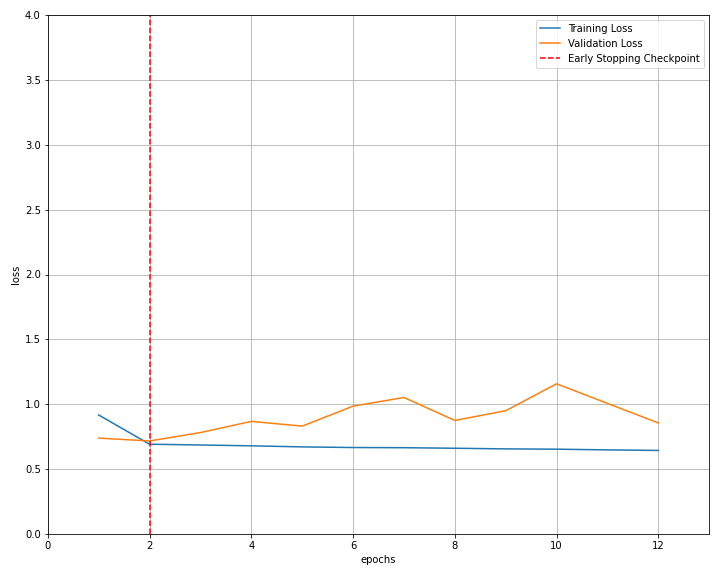 4.0
3.5
3.0
2.5
2.0
1.5
1.0
0.5
0.0
loss
Training Loss
Validation Loss
Early Stopping Checkpoint
0 2 4 6 8 10 12
epochs